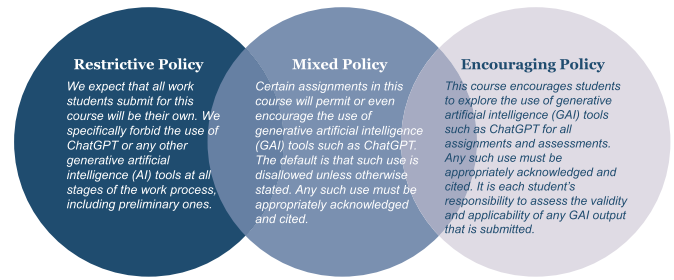 Restrictive Policy
We expect that all work
students submit for this
course will be their own. We
specifically forbid the use of
ChatGPT or any other
generative artificial
intelligence (AI) tools at all
stages of the work process,
including preliminary ones.
Mixed Policy
Certain assignments in this
course will permit or even
encourage the use of
generative artificial intelligence
(GAI) tools such as ChatGPT.
The default is that such use is
disallowed unless otherwise
stated. Any such use must be
appropriately acknowledged
and cited.
Encouraging Policy
This course encourages students
to explore the use of generative
artificial intelligence (GAI) tools
such as ChatGPT for all
assignments and assessments.
Any such use must be
appropriately acknowledged and
cited. It is each student’s
responsibility to assess the validity
and applicability of any GAI output
that is submitted.